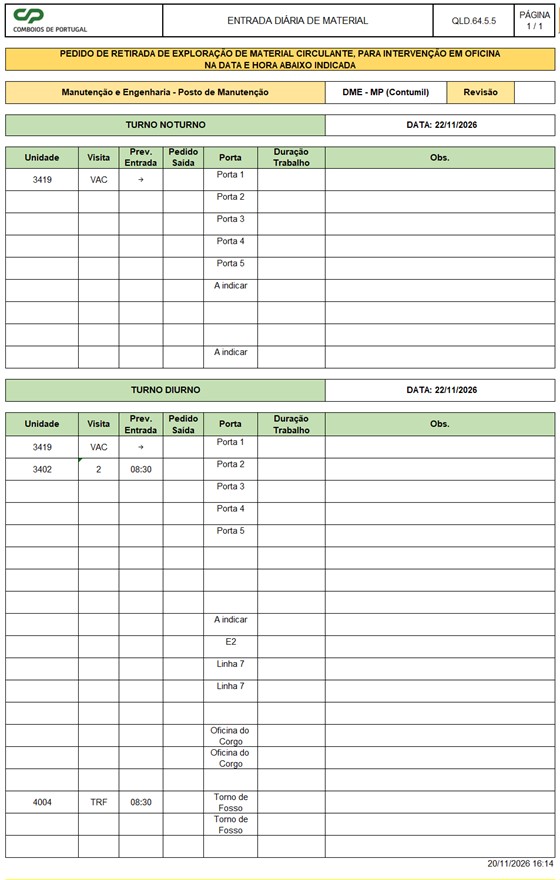 CP
COMBOIOS DE PORTUGAL
ENTRADA DIÁRIA DE MATERIAL
QLD.64.5.5
PÁGINA
1 / 1
PEDIDO DE RETIRADA DE EXPLORAÇÃO DE MATERIAL CIRCULANTE, PARA INTERVENÇÃO EM OFICINA
NA DATA E HORA ABAIXO INDICADA
Manutenção e Engenharia - Posto de Manutenção DME - MP (Contumil) Revisão
TURNO NOTURNO DATA: 22/11/2026
Unidade Visita Prev. Entrada Pedido Saída Porta Duração Trabalho Obs.
3419 VAC → Porta 1
Porta 2
Porta 3
Porta 4
Porta 5
A indicar
A indicar
TURNO DIURNO DATA: 22/11/2026
Unidade Visita Prev. Entrada Pedido Saída Porta Duração Trabalho Obs.
3419 VAC → Porta 1
3402 2 08:30 Porta 2
Porta 3
Porta 4
Porta 5
A indicar
E2
Linha 7
Linha 7
Oficina do
Corgo
Oficina do
Corgo
4004 TRF 08:30 Torno de
Fosso
Torno de
Fosso
20/11/2026 16:14